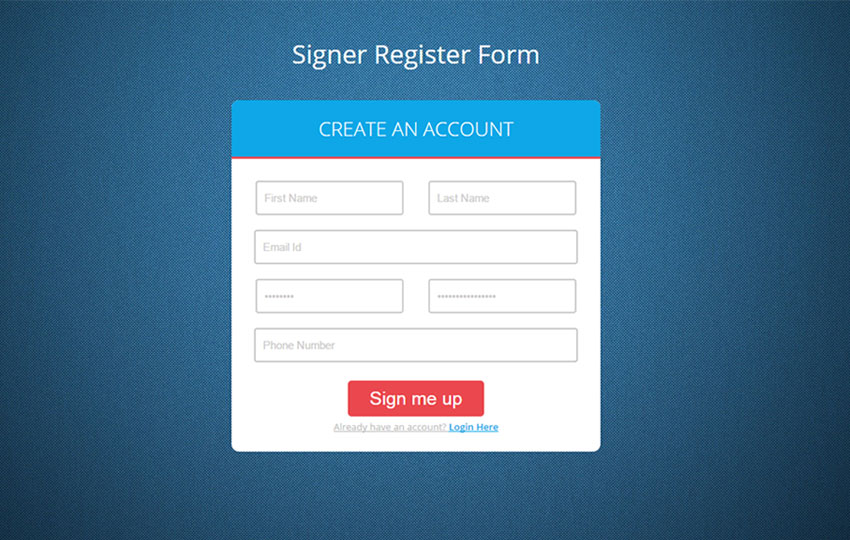 Signer Register Form
CREATE AN ACCOUNT
First Name Last Name
Email Id
•••••••• ••••••••••••••••
Phone Number
Sign me up
Already have an account? Login Here